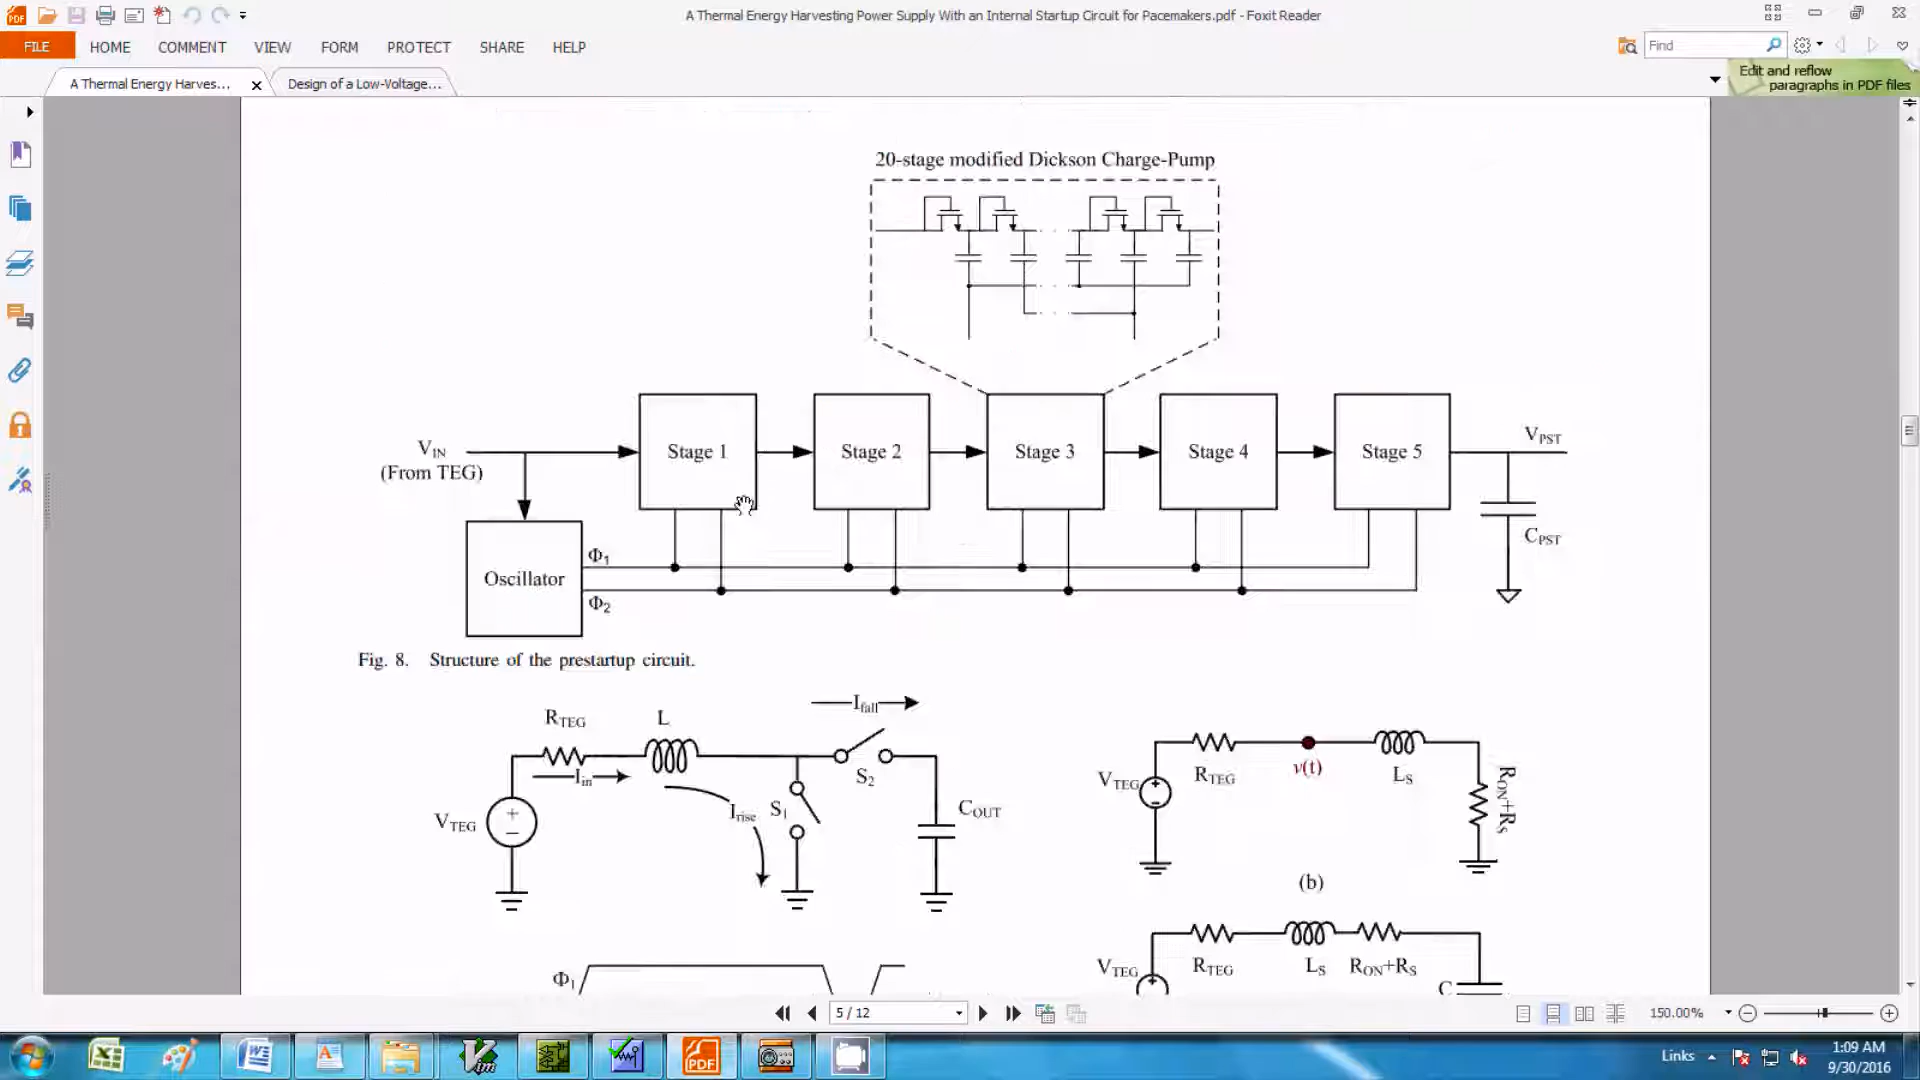 A Thermal Energy Harvesting Power Supply With an Internal Startup Circuit for Pacemakers.pdf - Foxit Reader
FILE HOME COMMENT VIEW FORM PROTECT SHARE HELP
Find
A Thermal Energy Harves... Design of a Low-Voltage...
Edit and reflow
paragraphs in PDF files
20-stage modified Dickson Charge-Pump
VIN
(From TEG)
Stage 1 Stage 2 Stage 3 Stage 4 Stage 5
VPST
CPST
Oscillator
Φ1
Φ2
Fig. 8. Structure of the prestartup circuit.
RTEG L Ifall
Iin S2
VTEG Irise S1 COUT
VTEG RTEG v(t) LS RON+RS
(b)
VTEG RTEG LS RON+RS
C
Φ1
5 / 12
150.00%
PDF
Links
1:09 AM
9/30/2016